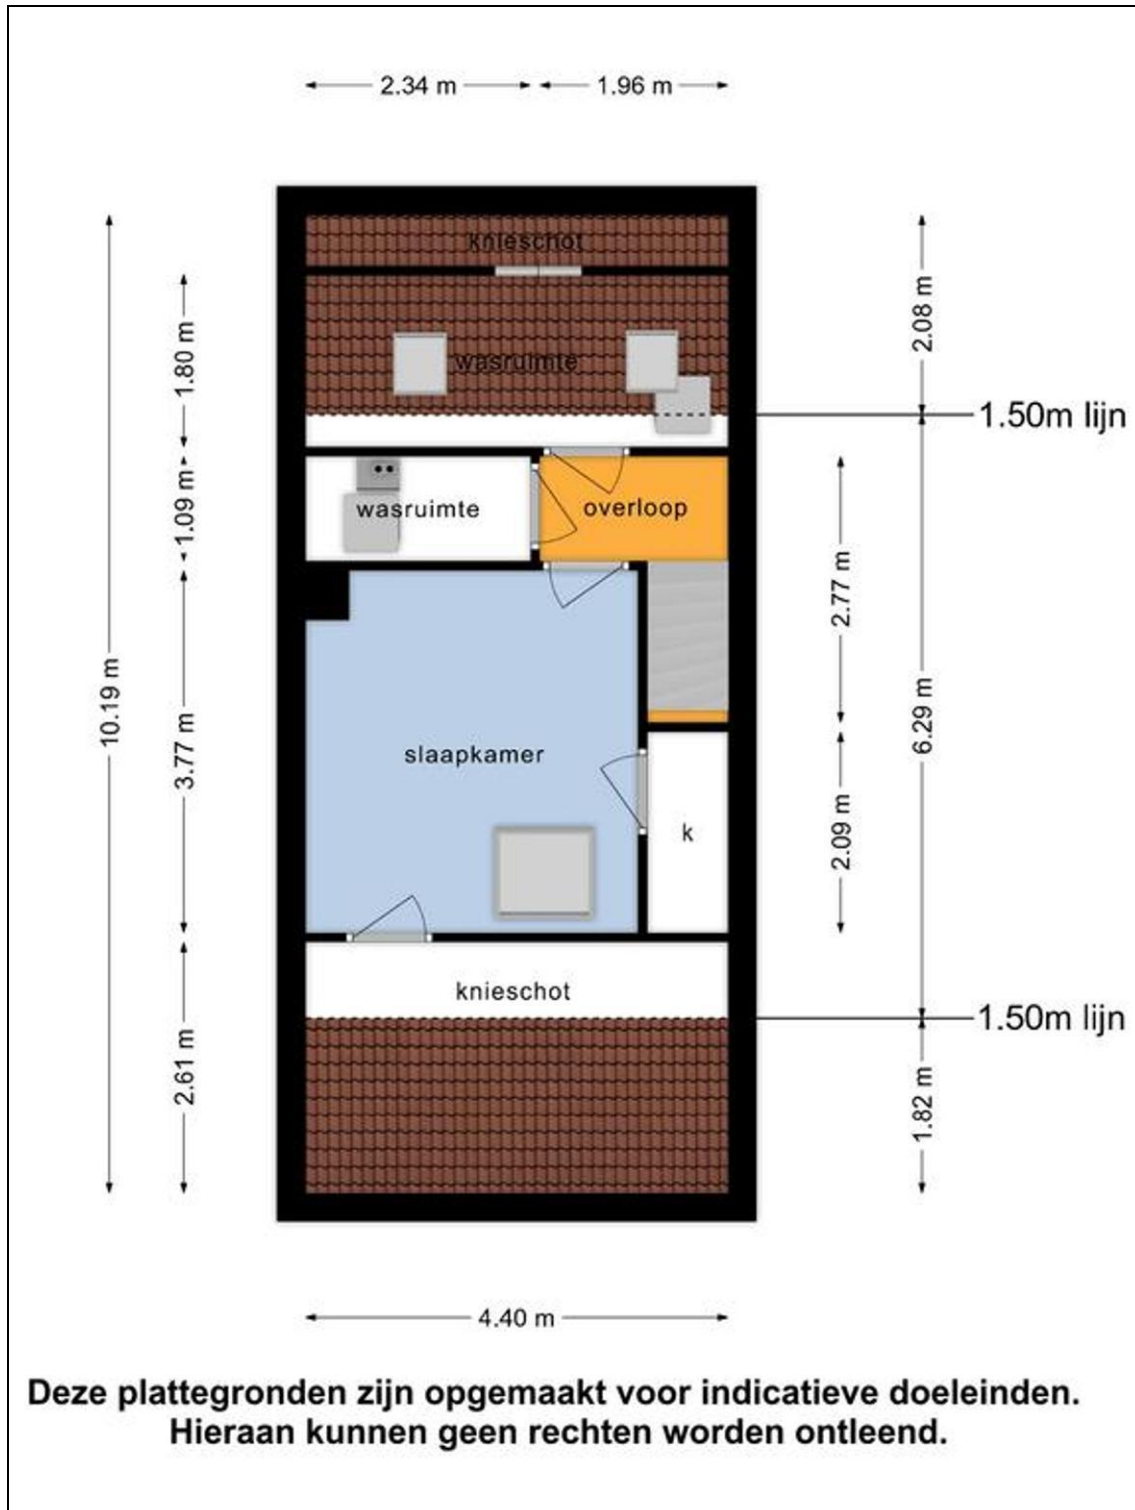 2.34 m
1.96 m
knieschot
2.08 m
1.80 m
wasruimte
1.50m lijn
1.09 m
wasruimte
overloop
2.77 m
10.19 m
3.77 m
slaapkamer
6.29 m
2.09 m
k
knieschot
1.50m lijn
2.61 m
1.82 m
4.40 m
Deze plattegronden zijn opgemaakt voor indicatieve doeleinden.
Hieraan kunnen geen rechten worden ontleend.